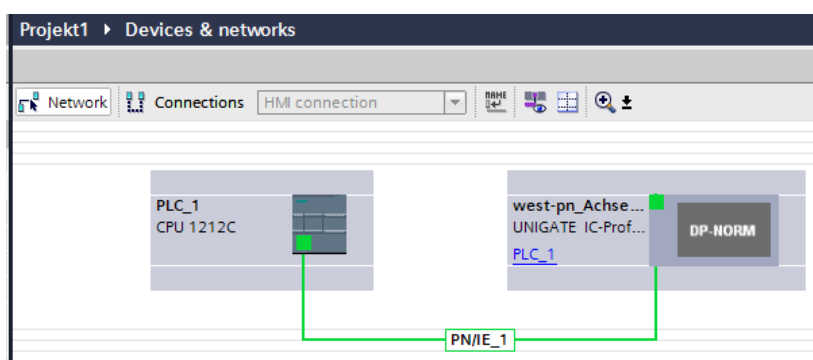 Projekt1 ▸ Devices & networks
Network Connections HMI connection
NAME
PLC_1
CPU 1212C
west-pn_Achse...
UNIGATE IC-Prof...
PLC_1
DP-NORM
PN/IE_1